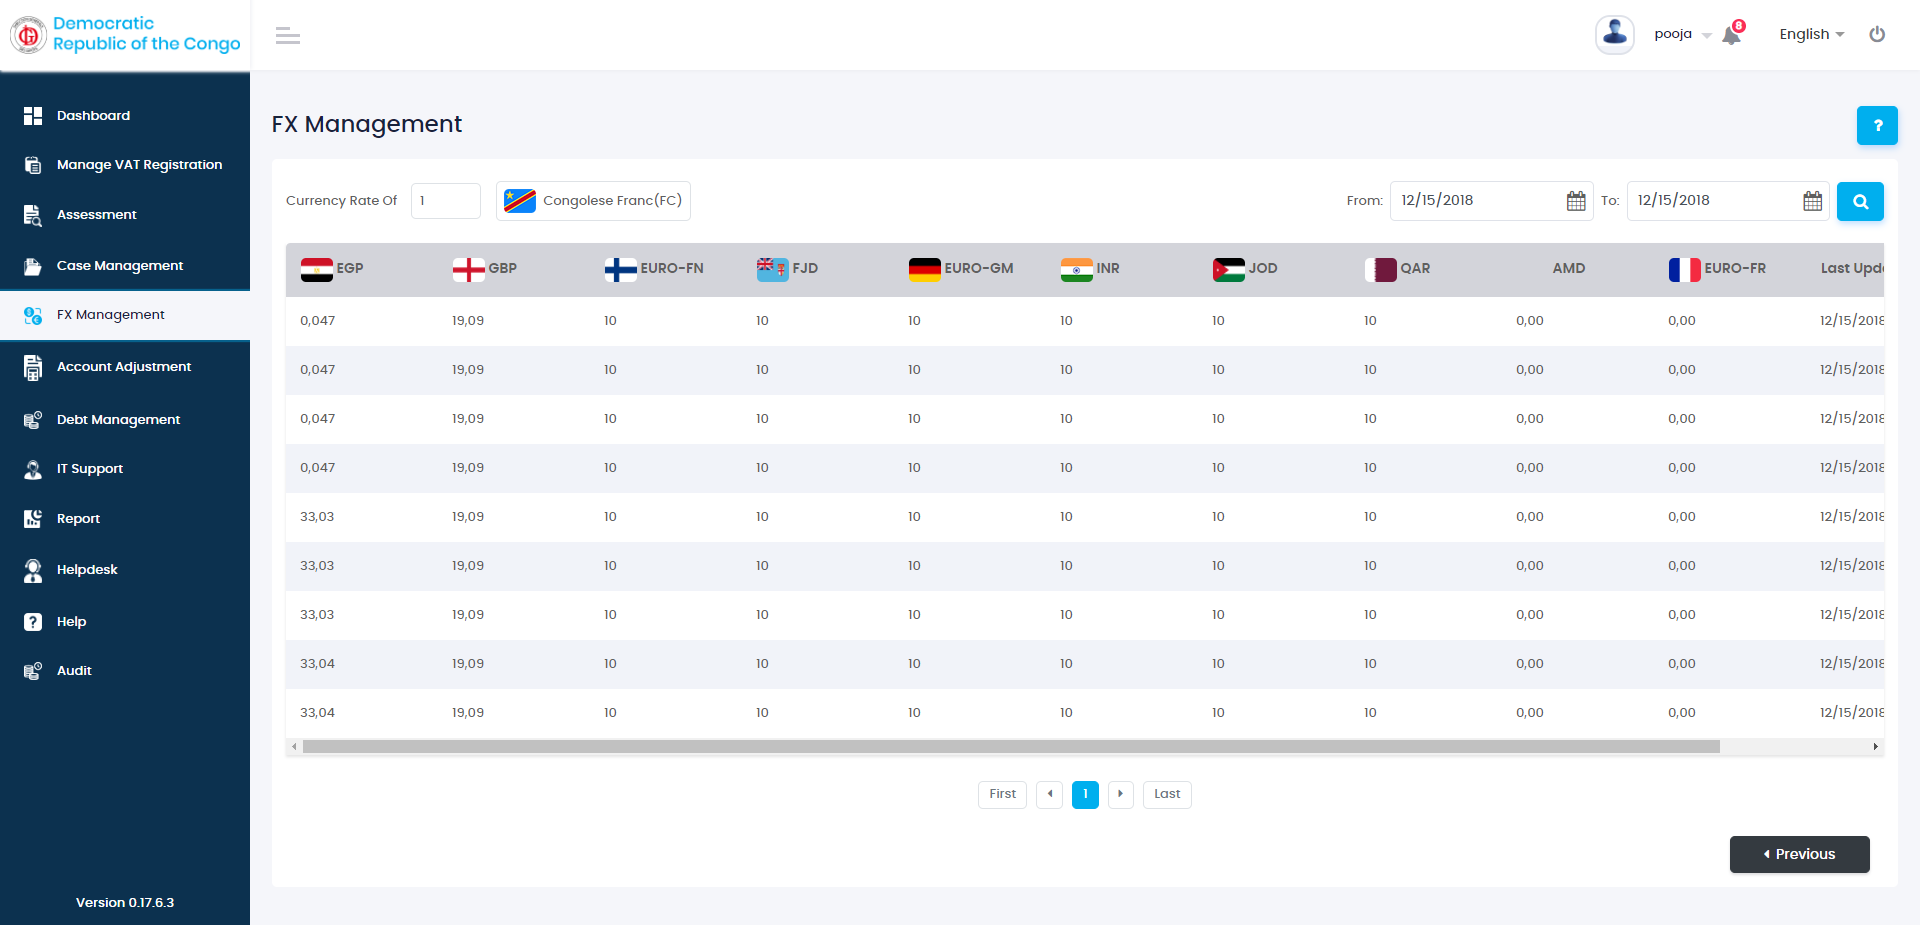 Democratic
Republic of the Congo
pooja
8
English
Dashboard
Manage VAT Registration
Assessment
Case Management
FX Management
Account Adjustment
Debt Management
IT Support
Report
Helpdesk
Help
Audit
Version 0.17.6.3
FX Management
?
Currency Rate Of 1 Congolese Franc(FC) From: 12/15/2018 To: 12/15/2018
EGP GBP EURO-FN FJD EURO-GM INR JOD QAR AMD EURO-FR Last Upda
0,047 19,09 10 10 10 10 10 10 0,00 0,00 12/15/2018
0,047 19,09 10 10 10 10 10 10 0,00 0,00 12/15/2018
0,047 19,09 10 10 10 10 10 10 0,00 0,00 12/15/2018
0,047 19,09 10 10 10 10 10 10 0,00 0,00 12/15/2018
33,03 19,09 10 10 10 10 10 10 0,00 0,00 12/15/2018
33,03 19,09 10 10 10 10 10 10 0,00 0,00 12/15/2018
33,03 19,09 10 10 10 10 10 10 0,00 0,00 12/15/2018
33,04 19,09 10 10 10 10 10 10 0,00 0,00 12/15/2018
33,04 19,09 10 10 10 10 10 10 0,00 0,00 12/15/2018
First 1 Last
Previous